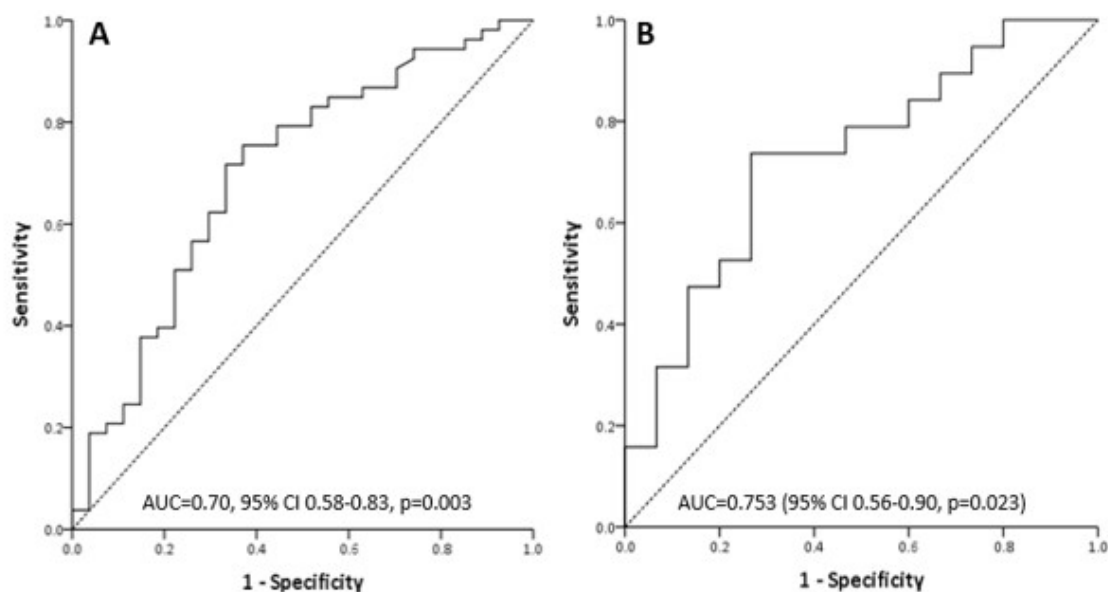 A
1.0
0.8
0.6
0.4
0.2
0.0
Sensitivity
AUC=0.70, 95% CI 0.58-0.83, p=0.003
0.0 0.2 0.4 0.6 0.8 1.0
1 - Specificity
B
1.0
0.8
0.6
0.4
0.2
0.0
Sensitivity
AUC=0.753 (95% CI 0.56-0.90, p=0.023)
0.0 0.2 0.4 0.6 0.8 1.0
1 - Specificity